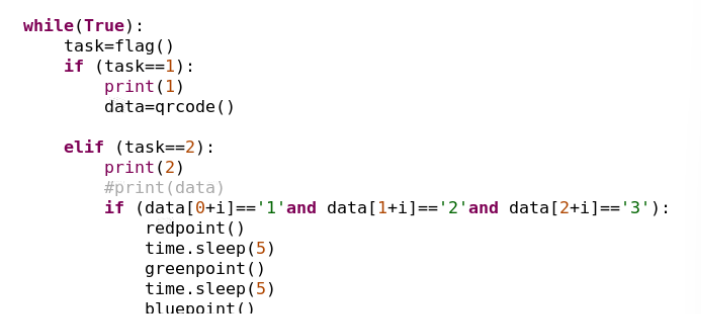 while(True):
    task=flag()
    if (task==1):
        print(1)
        data=qrcode()

    elif (task==2):
        print(2)
        #print(data)
        if (data[0+i]=='1'and data[1+i]=='2'and data[2+i]=='3'):
            redpoint()
            time.sleep(5)
            greenpoint()
            time.sleep(5)
            bluepoint()